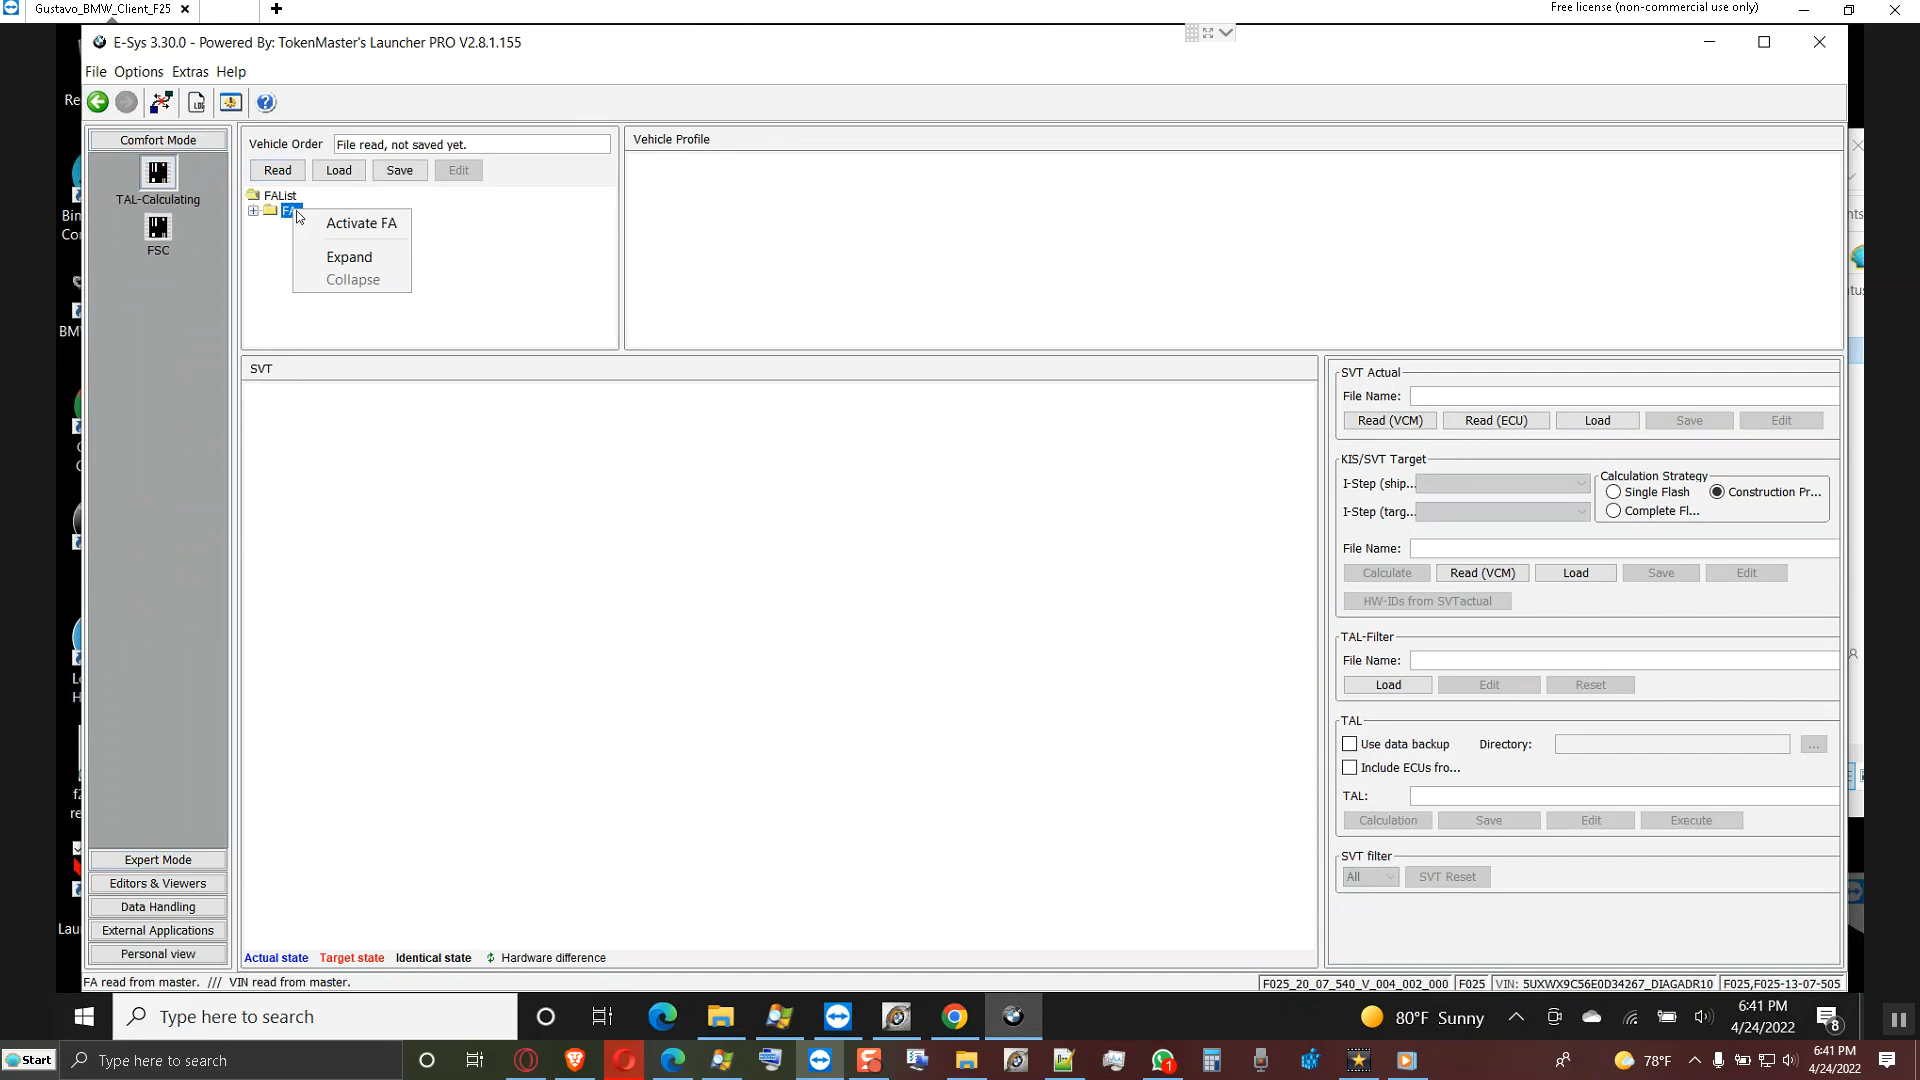 Gustavo_BMW_Client_F25
Free license (non-commercial use only)
E-Sys 3.30.0 - Powered By: TokenMaster's Launcher PRO V2.8.1.155
File Options Extras Help
Comfort Mode
TAL-Calculating
FSC
Expert Mode
Editors & Viewers
Data Handling
External Applications
Personal view
Vehicle Order File read, not saved yet.
Read Load Save Edit
FAList
FA
Activate FA
Expand
Collapse
Vehicle Profile
SVT
Actual state Target state Identical state Hardware difference
SVT Actual
File Name:
Read (VCM) Read (ECU) Load Save Edit
KIS/SVT Target
I-Step (ship...
I-Step (targ...
Calculation Strategy
Single Flash Construction Pr...
Complete Fl...
File Name:
Calculate Read (VCM) Load Save Edit
HW-IDs from SVTactual
TAL-Filter
File Name:
Load Edit Reset
TAL
Use data backup Directory: ...
Include ECUs fro...
TAL:
Calculation Save Edit Execute
SVT filter
All SVT Reset
FA read from master. /// VIN read from master.
F025_20_07_540_V_004_002_000 F025 VIN: 5UXWX9C56E0D34267_DIAGADR10 F025,F025-13-07-505
Type here to search
80°F Sunny
6:41 PM
4/24/2022
8
Start
Type here to search
1
78°F
6:41 PM
4/24/2022